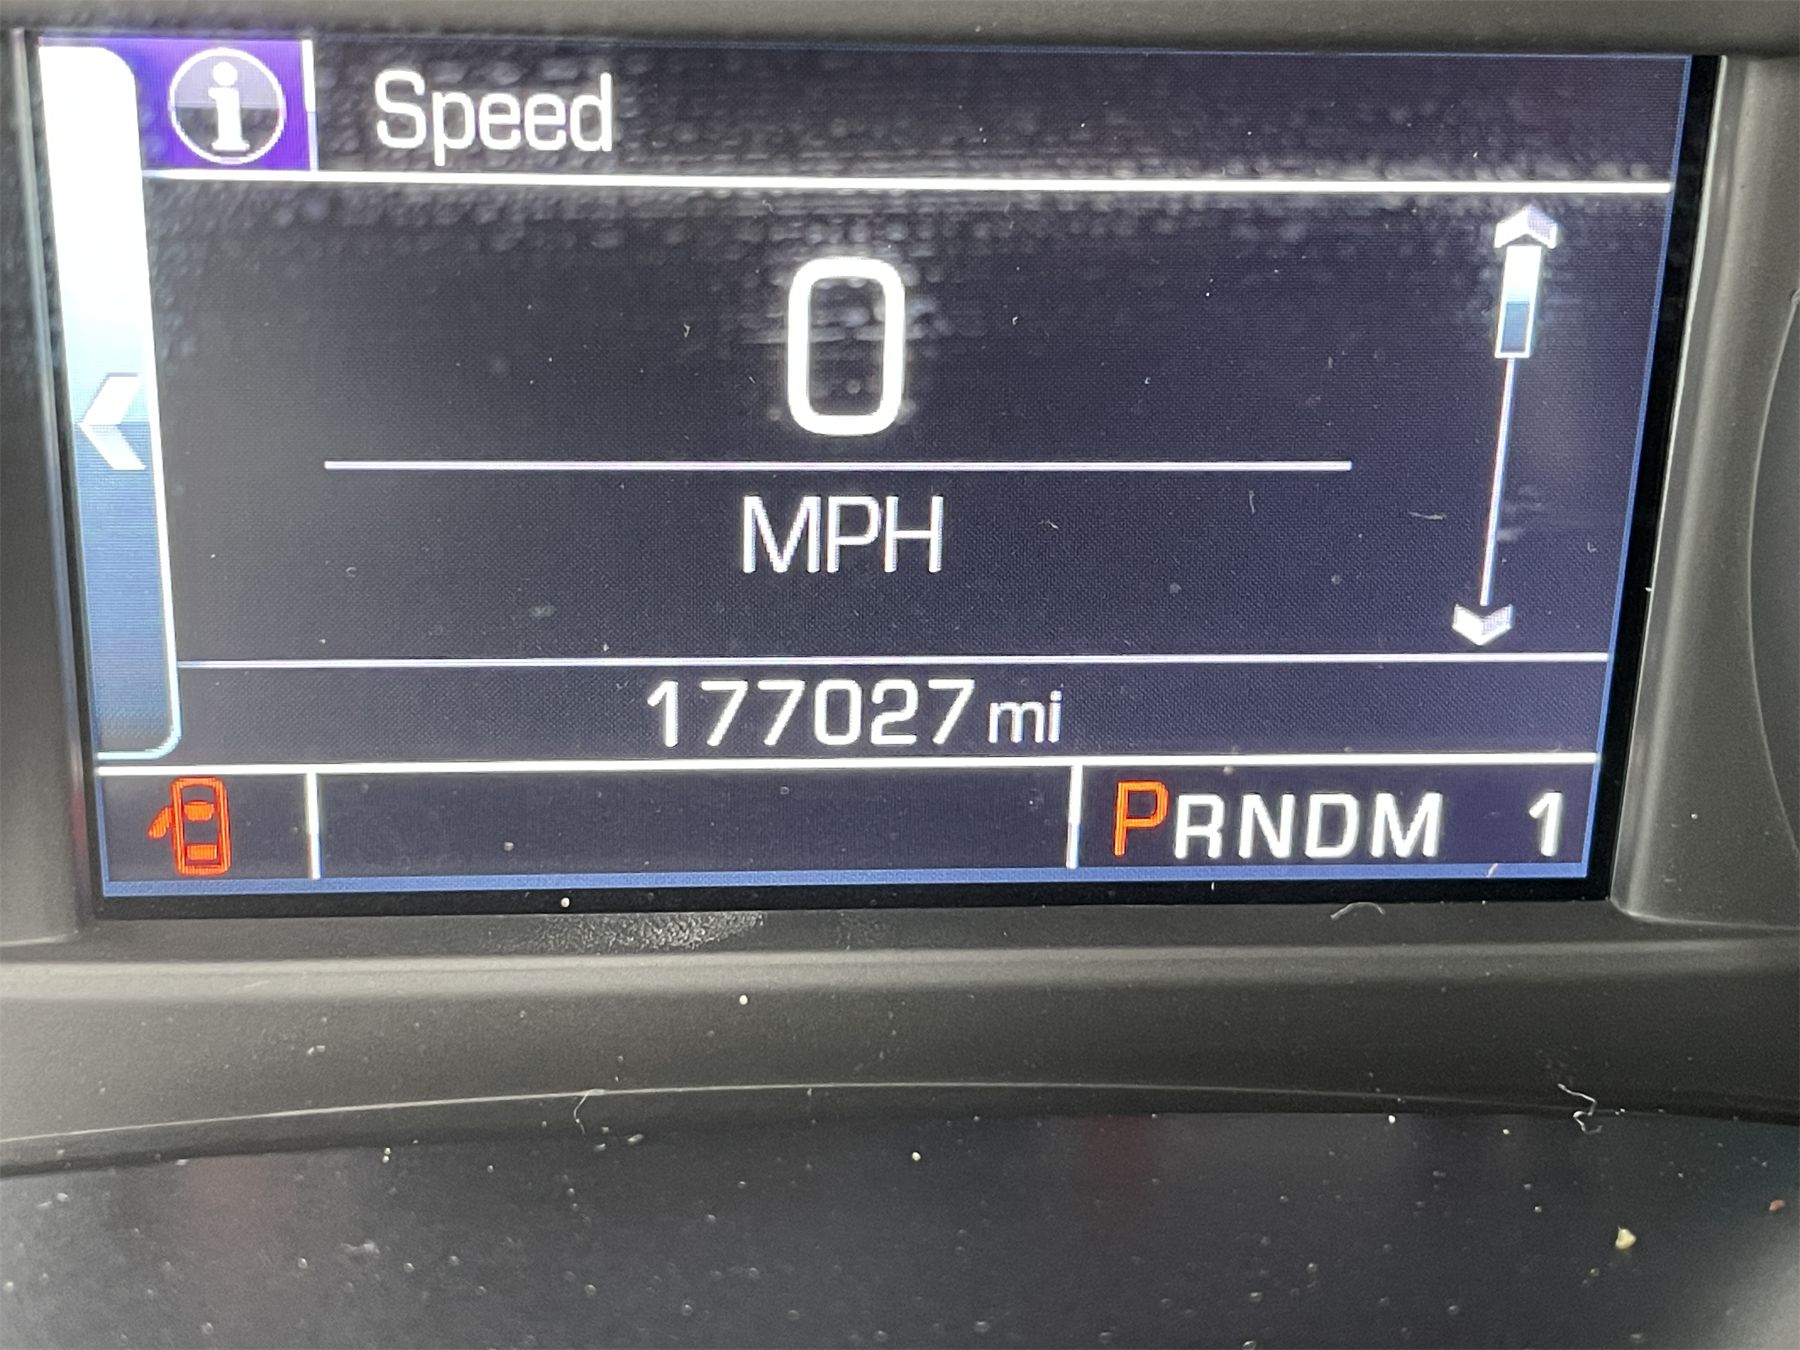 i Speed
0
MPH
177027 mi
PRNDM 1